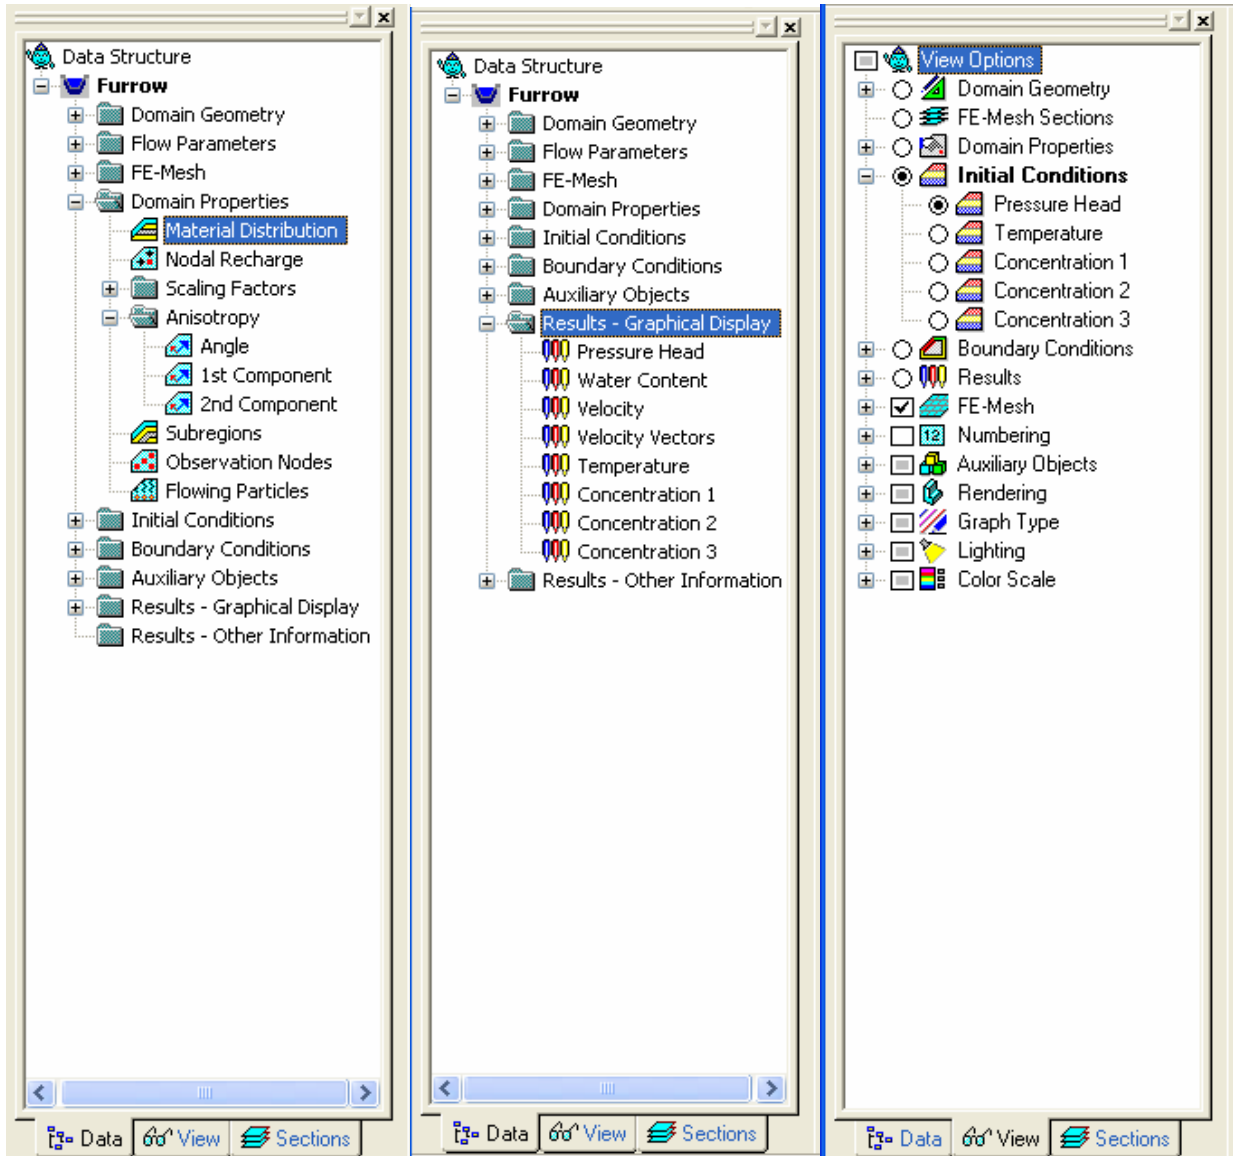 Data Structure
Furrow
Domain Geometry
Flow Parameters
FE-Mesh
Domain Properties
Material Distribution
Nodal Recharge
Scaling Factors
Anisotropy
Angle
1st Component
2nd Component
Subregions
Observation Nodes
Flowing Particles
Initial Conditions
Boundary Conditions
Auxiliary Objects
Results - Graphical Display
Results - Other Information
Data View Sections
Data Structure
Furrow
Domain Geometry
Flow Parameters
FE-Mesh
Domain Properties
Initial Conditions
Boundary Conditions
Auxiliary Objects
Results - Graphical Display
Pressure Head
Water Content
Velocity
Velocity Vectors
Temperature
Concentration 1
Concentration 2
Concentration 3
Results - Other Information
Data View Sections
View Options
Domain Geometry
FE-Mesh Sections
Domain Properties
Initial Conditions
Pressure Head
Temperature
Concentration 1
Concentration 2
Concentration 3
Boundary Conditions
Results
FE-Mesh
12 Numbering
Auxiliary Objects
Rendering
Graph Type
Lighting
Color Scale
Data View Sections